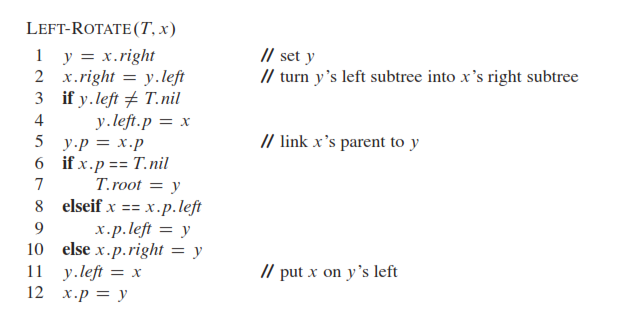 LEFT-ROTATE(T, x)
1 y = x.right // set y
2 x.right = y.left // turn y's left subtree into x's right subtree
3 if y.left ≠ T.nil
4 y.left.p = x
5 y.p = x.p // link x's parent to y
6 if x.p == T.nil
7 T.root = y
8 elseif x == x.p.left
9 x.p.left = y
10 else x.p.right = y
11 y.left = x // put x on y's left
12 x.p = y